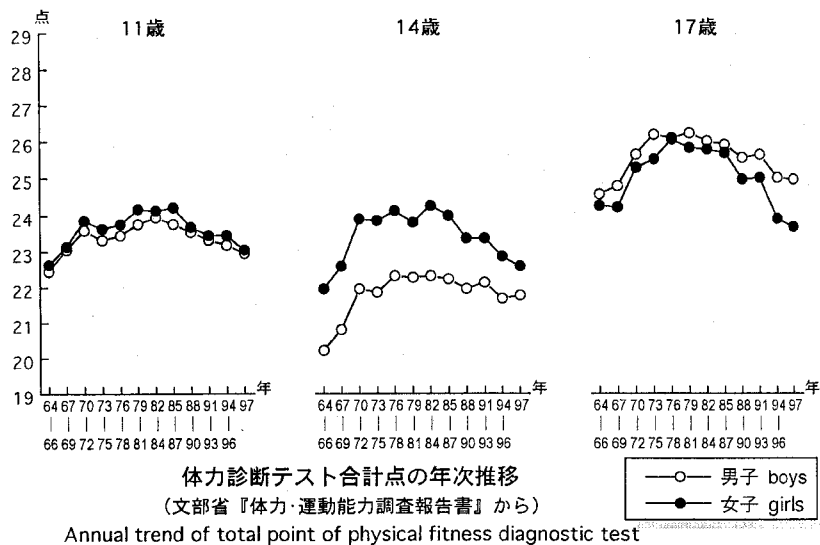 点
11歳 14歳 17歳
29
28
27
26
25
24
23
22
21
20
19
年 年 年
64 67 70 73 76 79 82 85 88 91 94 97
66 69 72 75 78 81 84 87 90 93 96
64 67 70 73 76 79 82 85 88 91 94 97
66 69 72 75 78 81 84 87 90 93 96
64 67 70 73 76 79 82 85 88 91 94 97
66 69 72 75 78 81 84 87 90 93 96
体力診断テスト合計点の年次推移
(文部省『体力・運動能力調査報告書』から)
男子 boys
女子 girls
Annual trend of total point of physical fitness diagnostic test